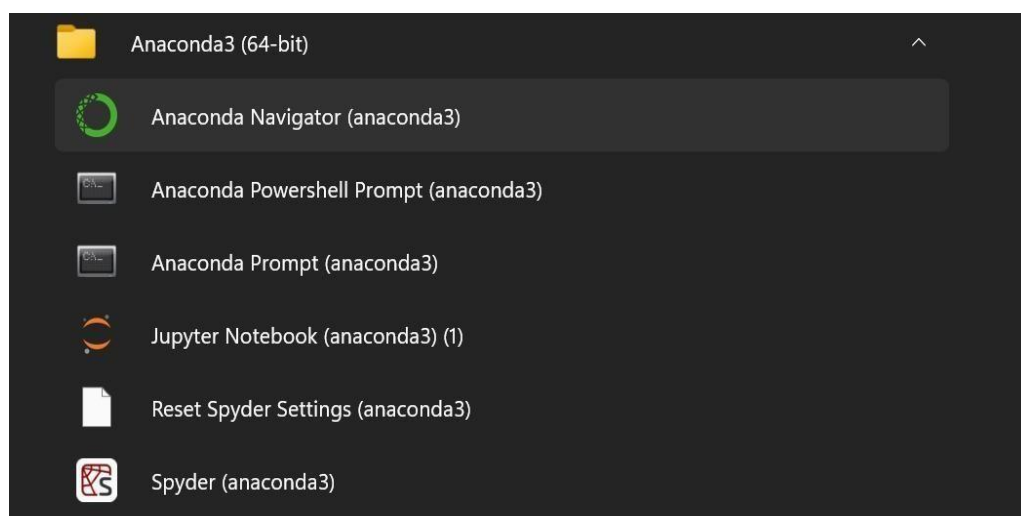 Anaconda3 (64-bit)
Anaconda Navigator (anaconda3)
Anaconda Powershell Prompt (anaconda3)
Anaconda Prompt (anaconda3)
Jupyter Notebook (anaconda3) (1)
Reset Spyder Settings (anaconda3)
Spyder (anaconda3)